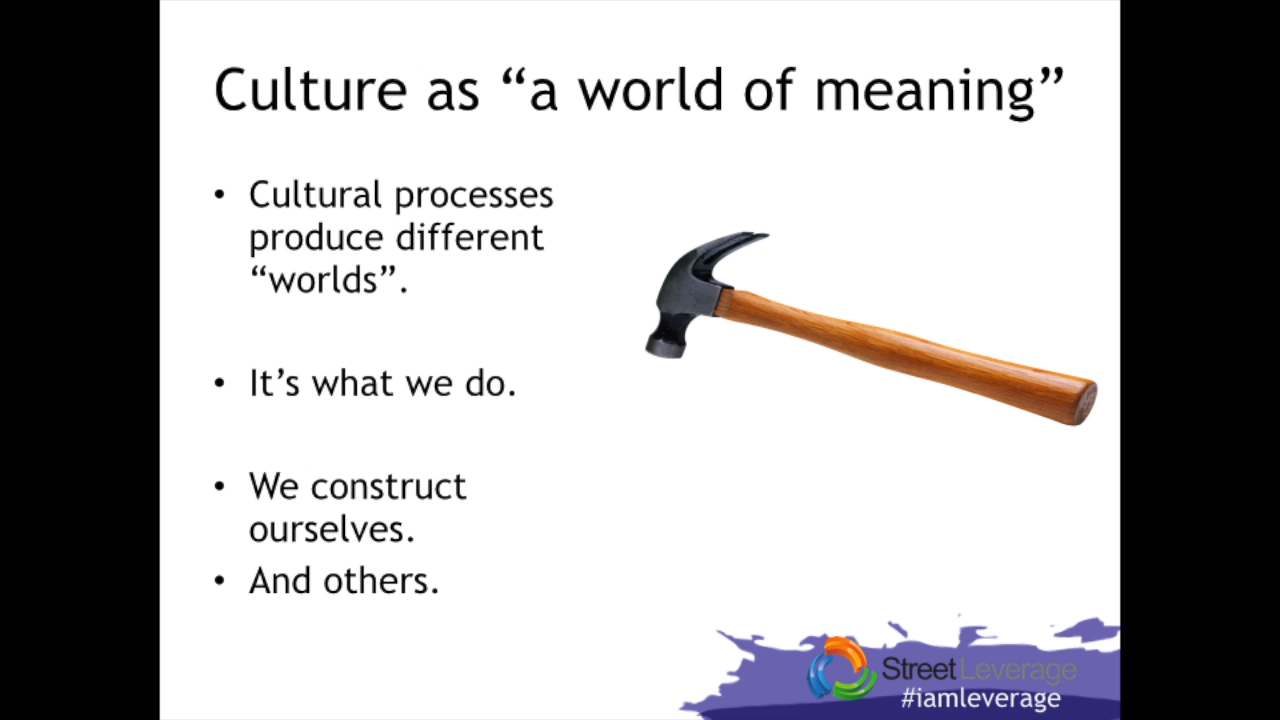 Culture as “a world of meaning”
• Cultural processes
produce different
“worlds”.
• It’s what we do.
• We construct
ourselves.
• And others.
StreetLeverage
#iamleverage